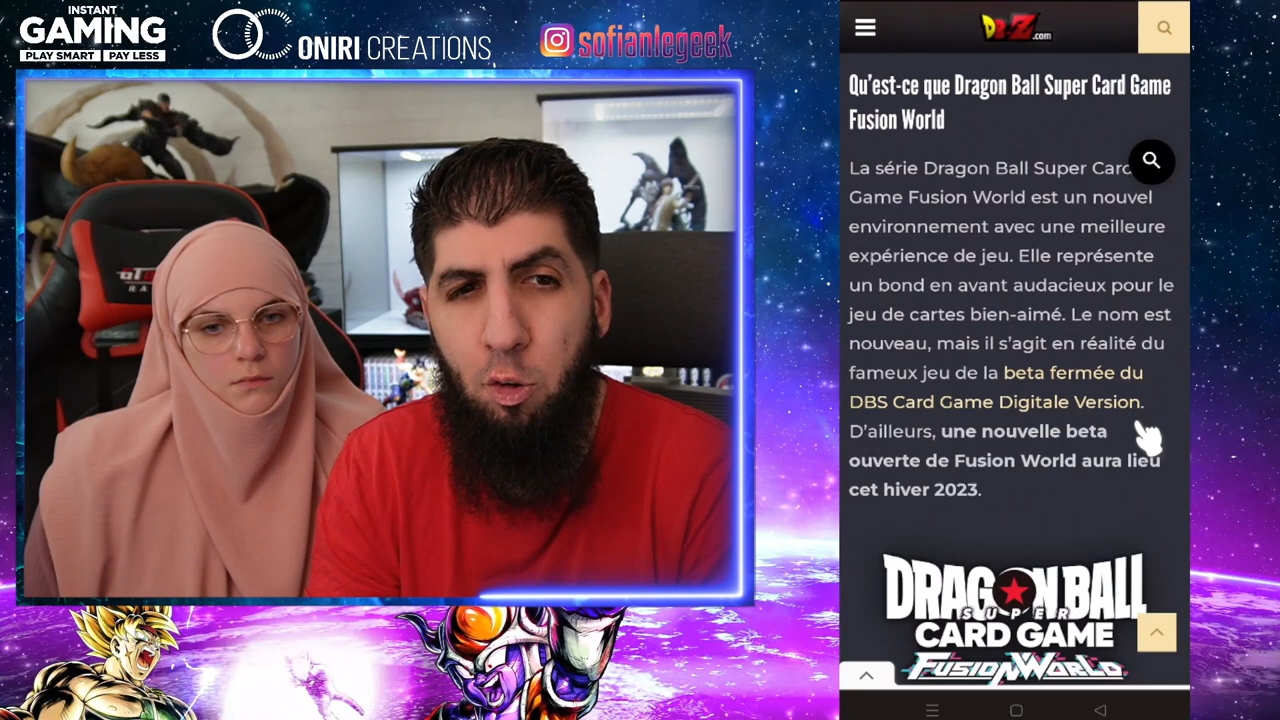 INSTANT
GAMING
PLAY SMART PAY LESS
ONIRI CREATIONS
sofianlegeek
DB-Z.com
Qu'est-ce que Dragon Ball Super Card Game
Fusion World
La série Dragon Ball Super Card
Game Fusion World est un nouvel
environnement avec une meilleure
expérience de jeu. Elle représente
un bond en avant audacieux pour le
jeu de cartes bien-aimé. Le nom est
nouveau, mais il s'agit en réalité du
fameux jeu de la beta fermée du
DBS Card Game Digitale Version.
D'ailleurs, une nouvelle beta
ouverte de Fusion World aura lieu
cet hiver 2023.
DRAGON BALL
SUPER
CARD GAME
FUSION WORLD